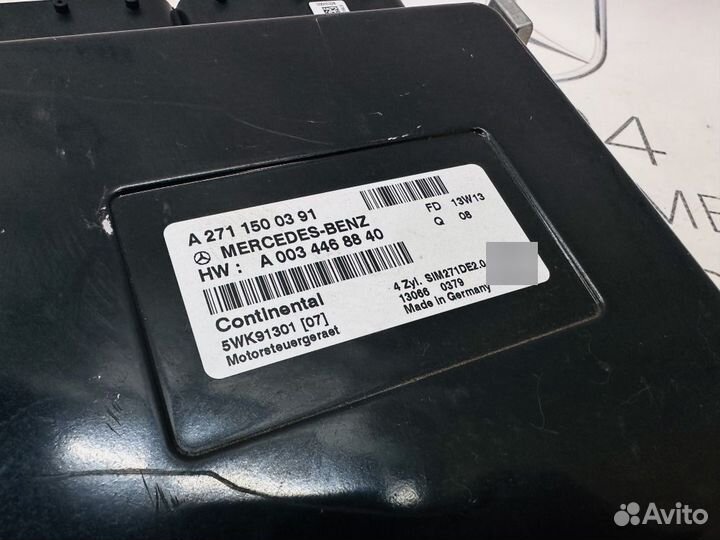 A 271 150 03 91
MERCEDES-BENZ
HW : A 003 446 88 40
FD 13W13
Q 08
Continental
5WK91301 [07]
Motorsteuergeraet
4 Zyl. SIM271DE2.0
13066 0379
Made in Germany
Avito